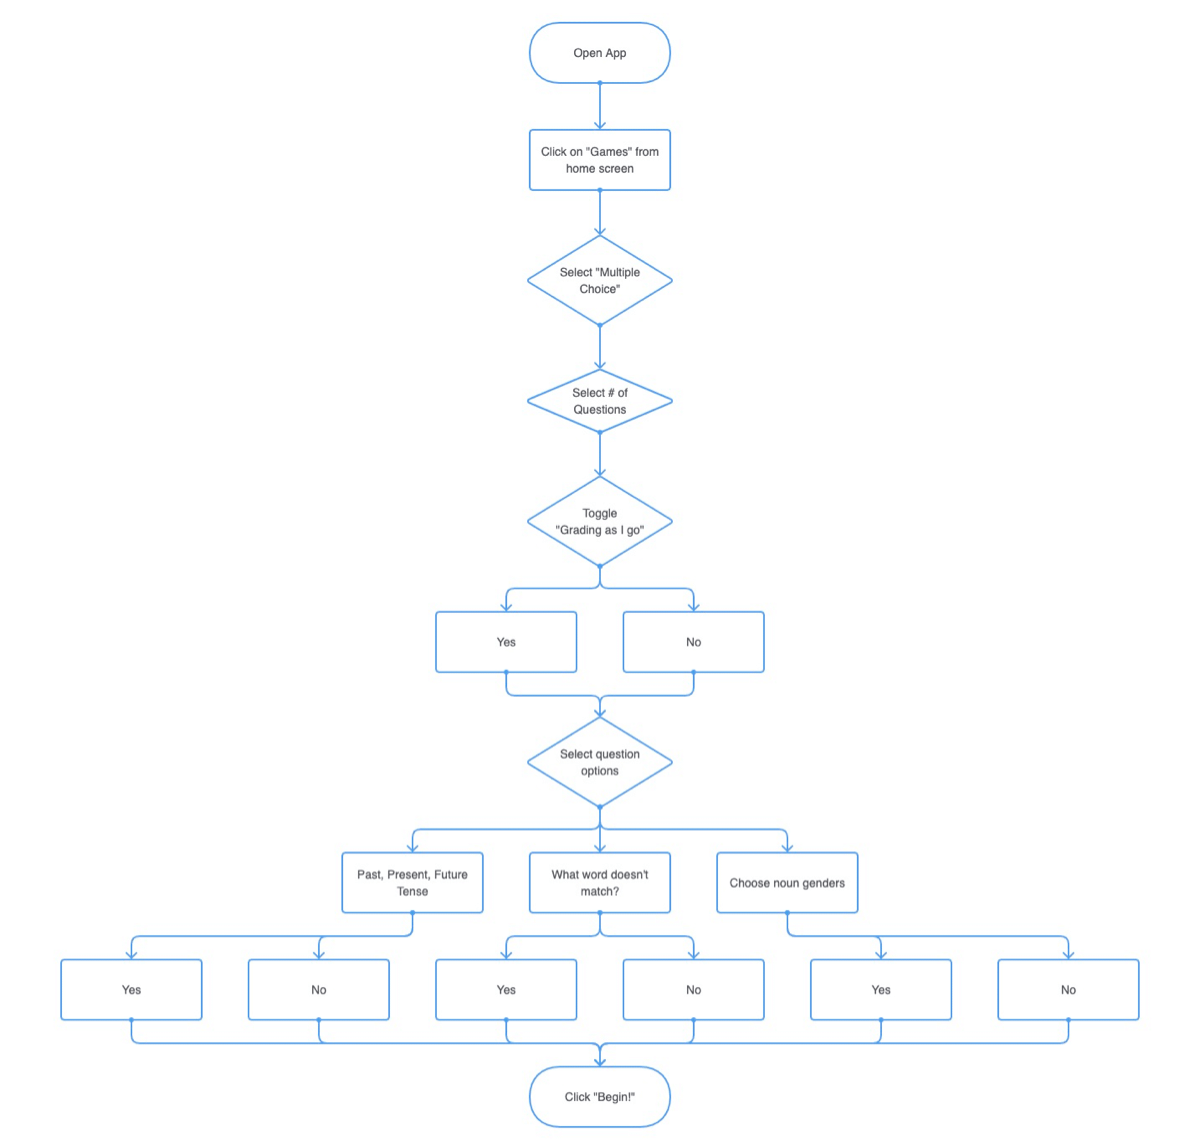 Open App
Click on "Games" from
home screen
Select "Multiple
Choice"
Select # of
Questions
Toggle
"Grading as I go"
Yes
No
Select question
options
Past, Present, Future
Tense
What word doesn't
match?
Choose noun genders
Yes
No
Yes
No
Yes
No
Click "Begin!"